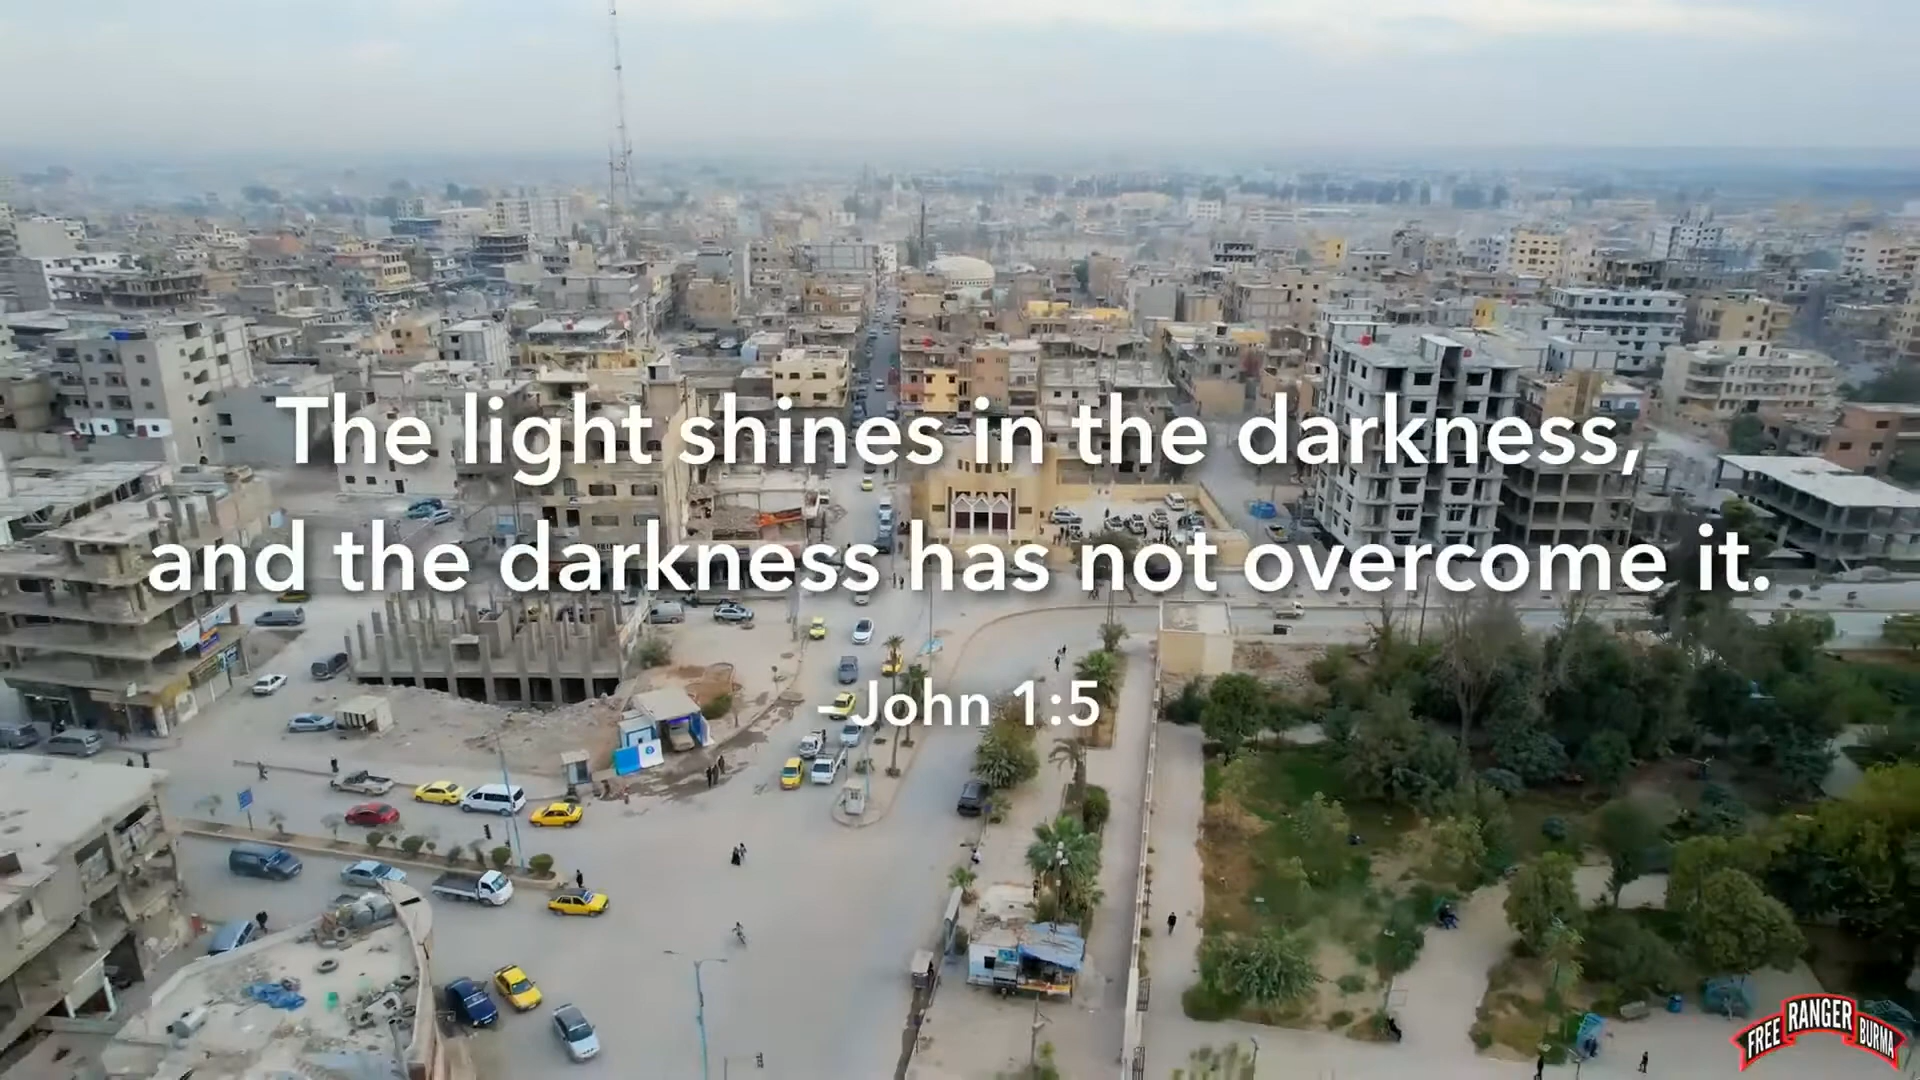 The light shines in the darkness,
and the darkness has not overcome it.
- John 1:5
FREE RANGER BURMA